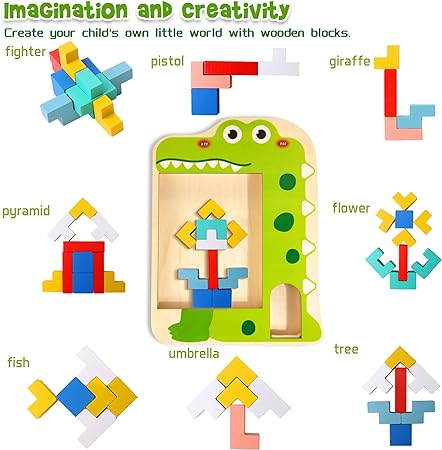 Imagination and creativity
Create your child's own little world with wooden blocks.
fighter
pistol
giraffe
pyramid
flower
fish
umbrella
tree